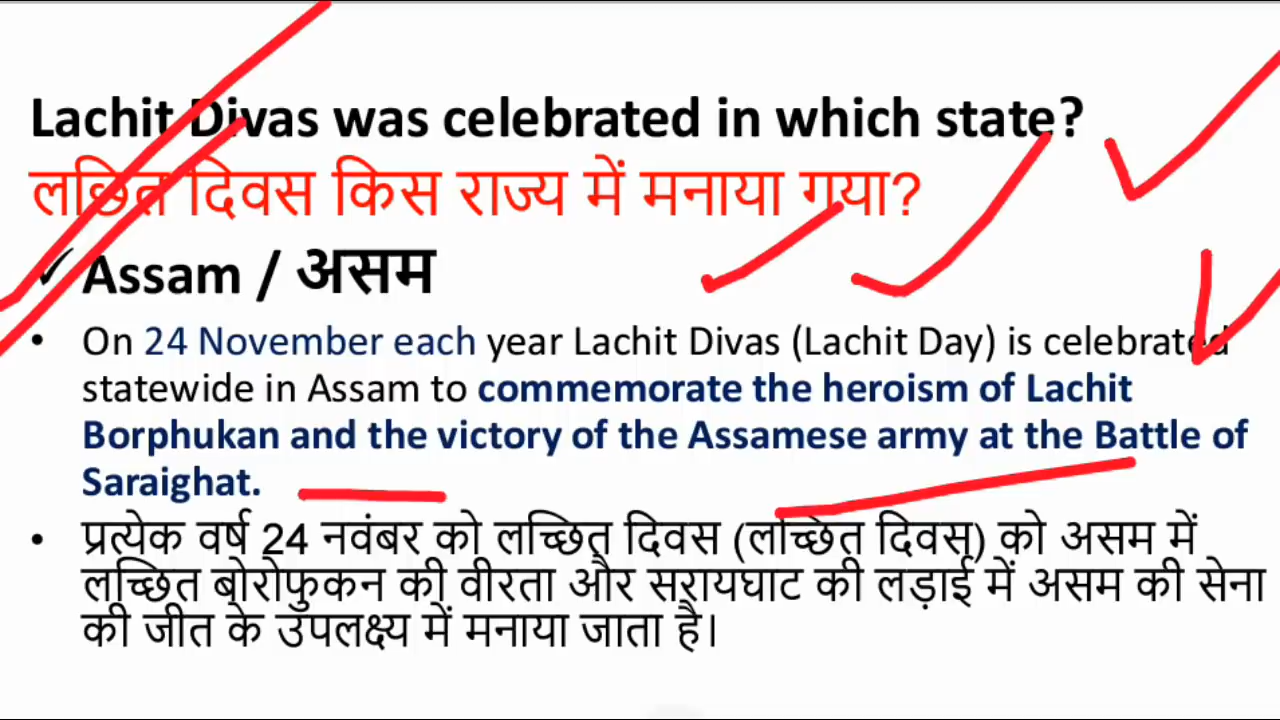 Lachit Divas was celebrated in which state?
लछित दिवस किस राज्य में मनाया गया?
✓ Assam / असम
• On 24 November each year Lachit Divas (Lachit Day) is celebrated
statewide in Assam to commemorate the heroism of Lachit
Borphukan and the victory of the Assamese army at the Battle of
Saraighat.
• प्रत्येक वर्ष 24 नवंबर को लच्छित दिवस (लच्छित दिवस) को असम में
लच्छित बोरोफुकन की वीरता और सरायघाट की लड़ाई में असम की सेना
की जीत के उपलक्ष्य में मनाया जाता है।